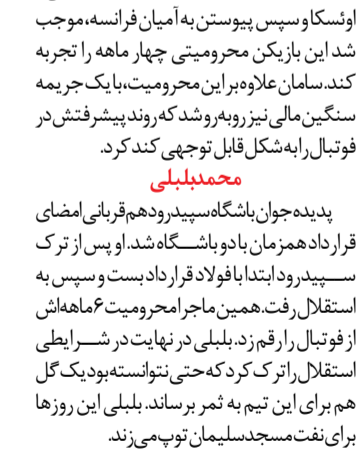 اوئسکا و سپس پیوستن به آمیان فرانسه، موجب
شد این بازیکن محرومیتی چهار ماهه را تجربه
کند. سامان علاوه بر این محرومیت، با یک جریمه
سنگین مالی نیز روبه‌رو شد که روند پیشرفتش در
فوتبال را به شکل قابل توجهی کند کرد.
محمد بلبلی
پدیده جوان باشگاه سپیدرود هم قربانی امضای
قرارداد همزمان با دو باشــگاه شد. او پس از ترک
ســپیدرود ابتدا با فولاد قرارداد بست و سپس به
استقلال رفت. همین ماجرا محرومیت ۶ماهه‌اش
از فوتبال را رقم زد. بلبلی در نهایت در شــرایطی
استقلال را ترک کرد که حتی نتوانسته بود یک گل
هم برای این تیم به ثمر برساند. بلبلی این روزها
برای نفت مسجدسلیمان توپ می‌زند.